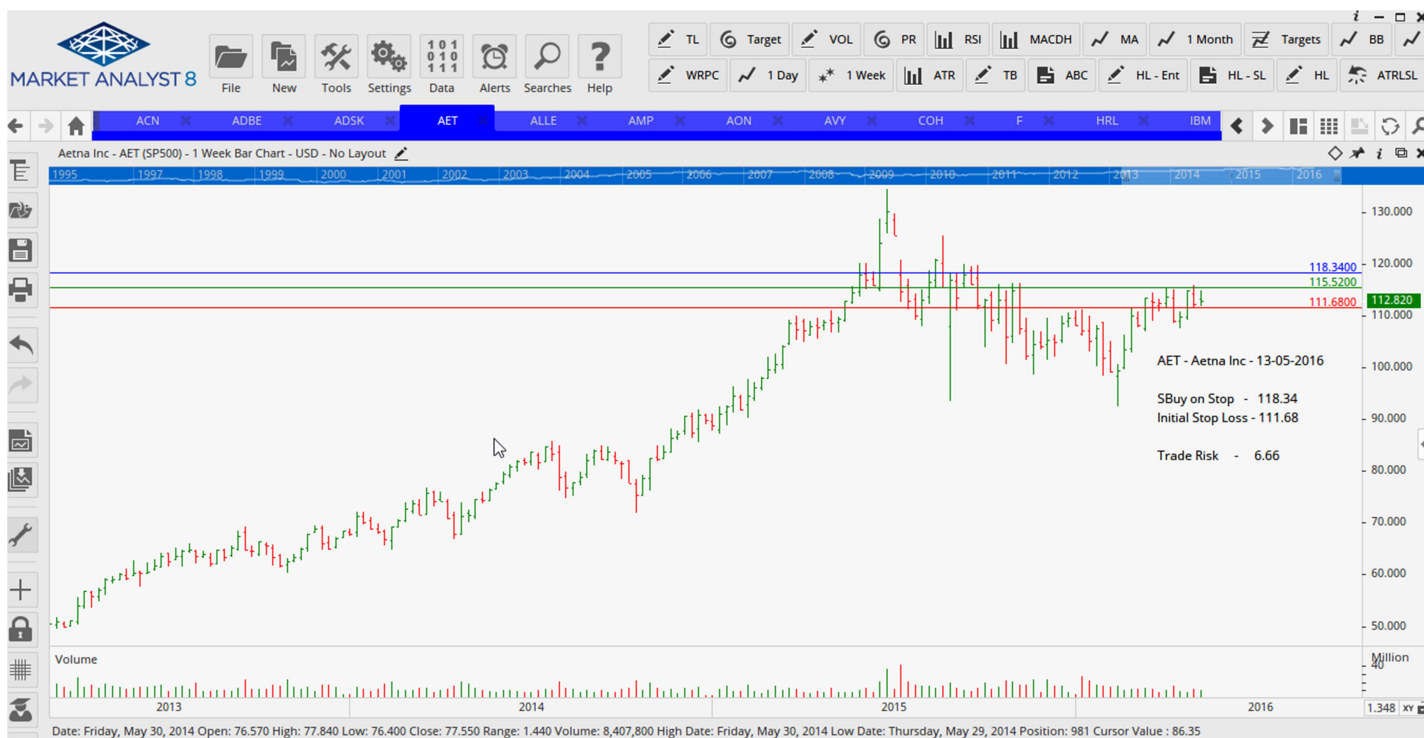 i
TL Target VOL PR RSI MACDH MA 1 Month Targets BB
MARKET ANALYST 8
File New Tools Settings Data Alerts Searches Help
101
010
111
WRPC 1 Day 1 Week ATR TB ABC HL - Ent HL - SL HL ATRLSL
ACN ADBE ADSK AET ALLE AMP AON AVY COH F HRL IBM
Aetna Inc - AET (SP500) - 1 Week Bar Chart - USD - No Layout
i
1995 1997 1998 1999 2000 2001 2002 2003 2004 2005 2006 2007 2008 2009 2010 2011 2012 2013 2014 2015 2016
130.000
120.000
118.3400
115.5200
111.6800
112.820
110.000
AET - Aetna Inc - 13-05-2016
100.000
SBuy on Stop - 118.34
Initial Stop Loss - 111.68
90.000
Trade Risk - 6.66
80.000
70.000
60.000
50.000
Volume
Million
40
2013 2014 2015 2016
1.348 XY
Date: Friday, May 30, 2014 Open: 76.570 High: 77.840 Low: 76.400 Close: 77.550 Range: 1.440 Volume: 8,407,800 High Date: Friday, May 30, 2014 Low Date: Thursday, May 29, 2014 Position: 981 Cursor Value : 86.35